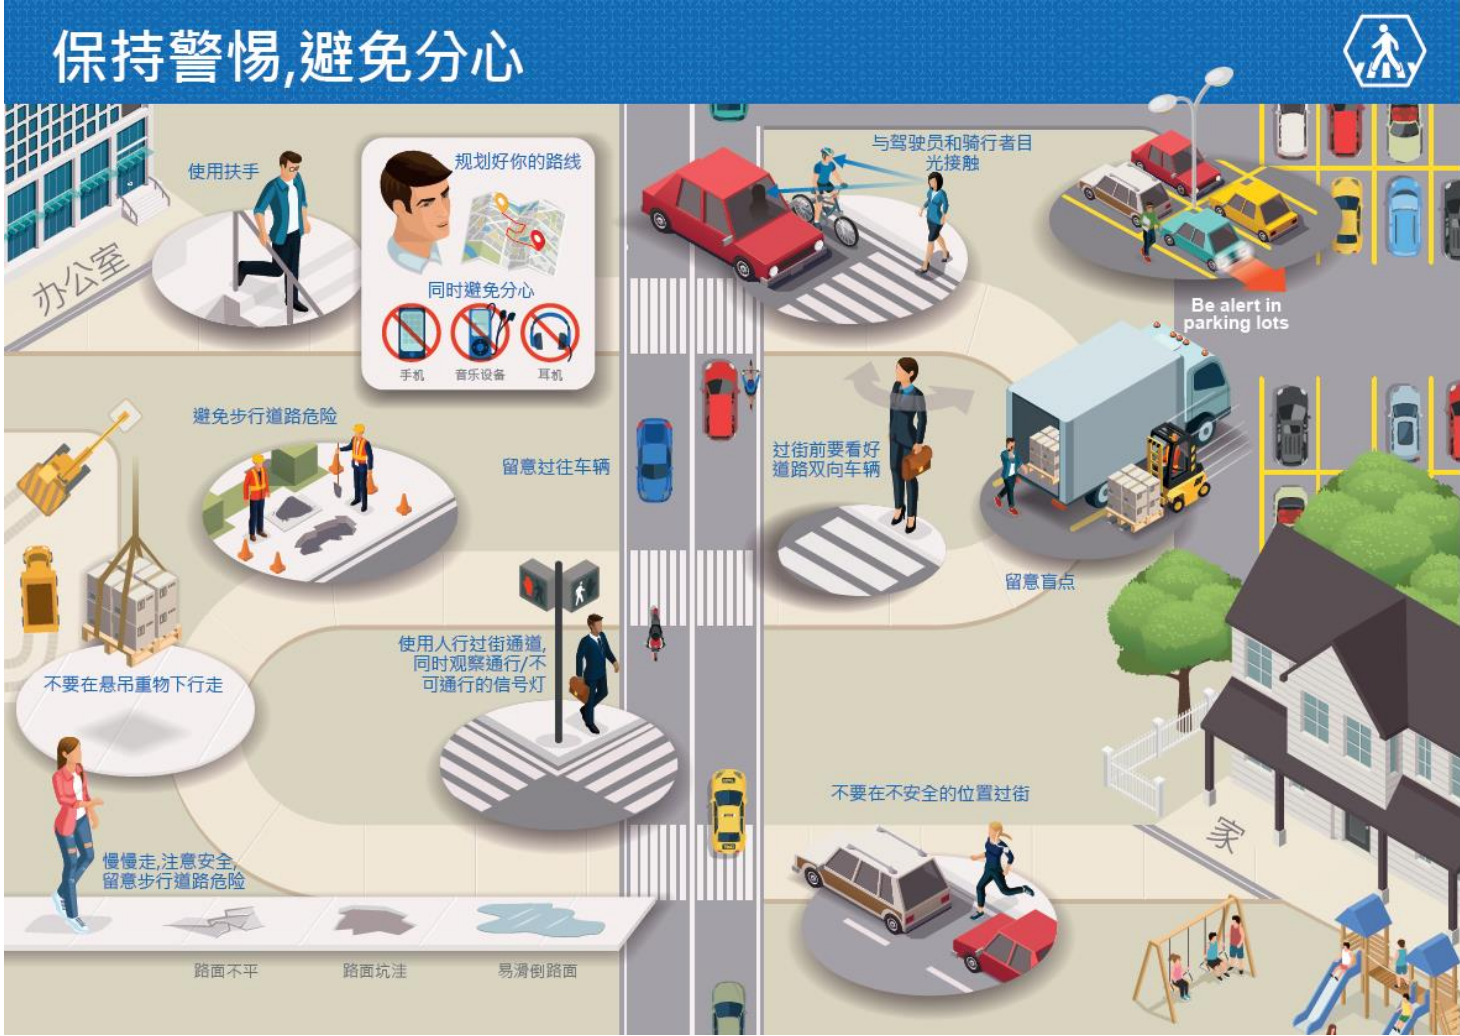 保持警惕,避免分心
使用扶手
规划好你的路线
同时避免分心
手机
音乐设备
耳机
与驾驶员和骑行者目
光接触
Be alert in
parking lots
办公室
避免步行道路危险
留意过往车辆
过街前要看好
道路双向车辆
留意盲点
使用人行过街通道,
同时观察通行/不
可通行的信号灯
不要在悬吊重物下行走
不要在不安全的位置过街
家
慢慢走,注意安全,
留意步行道路危险
路面不平
路面坑洼
易滑倒路面